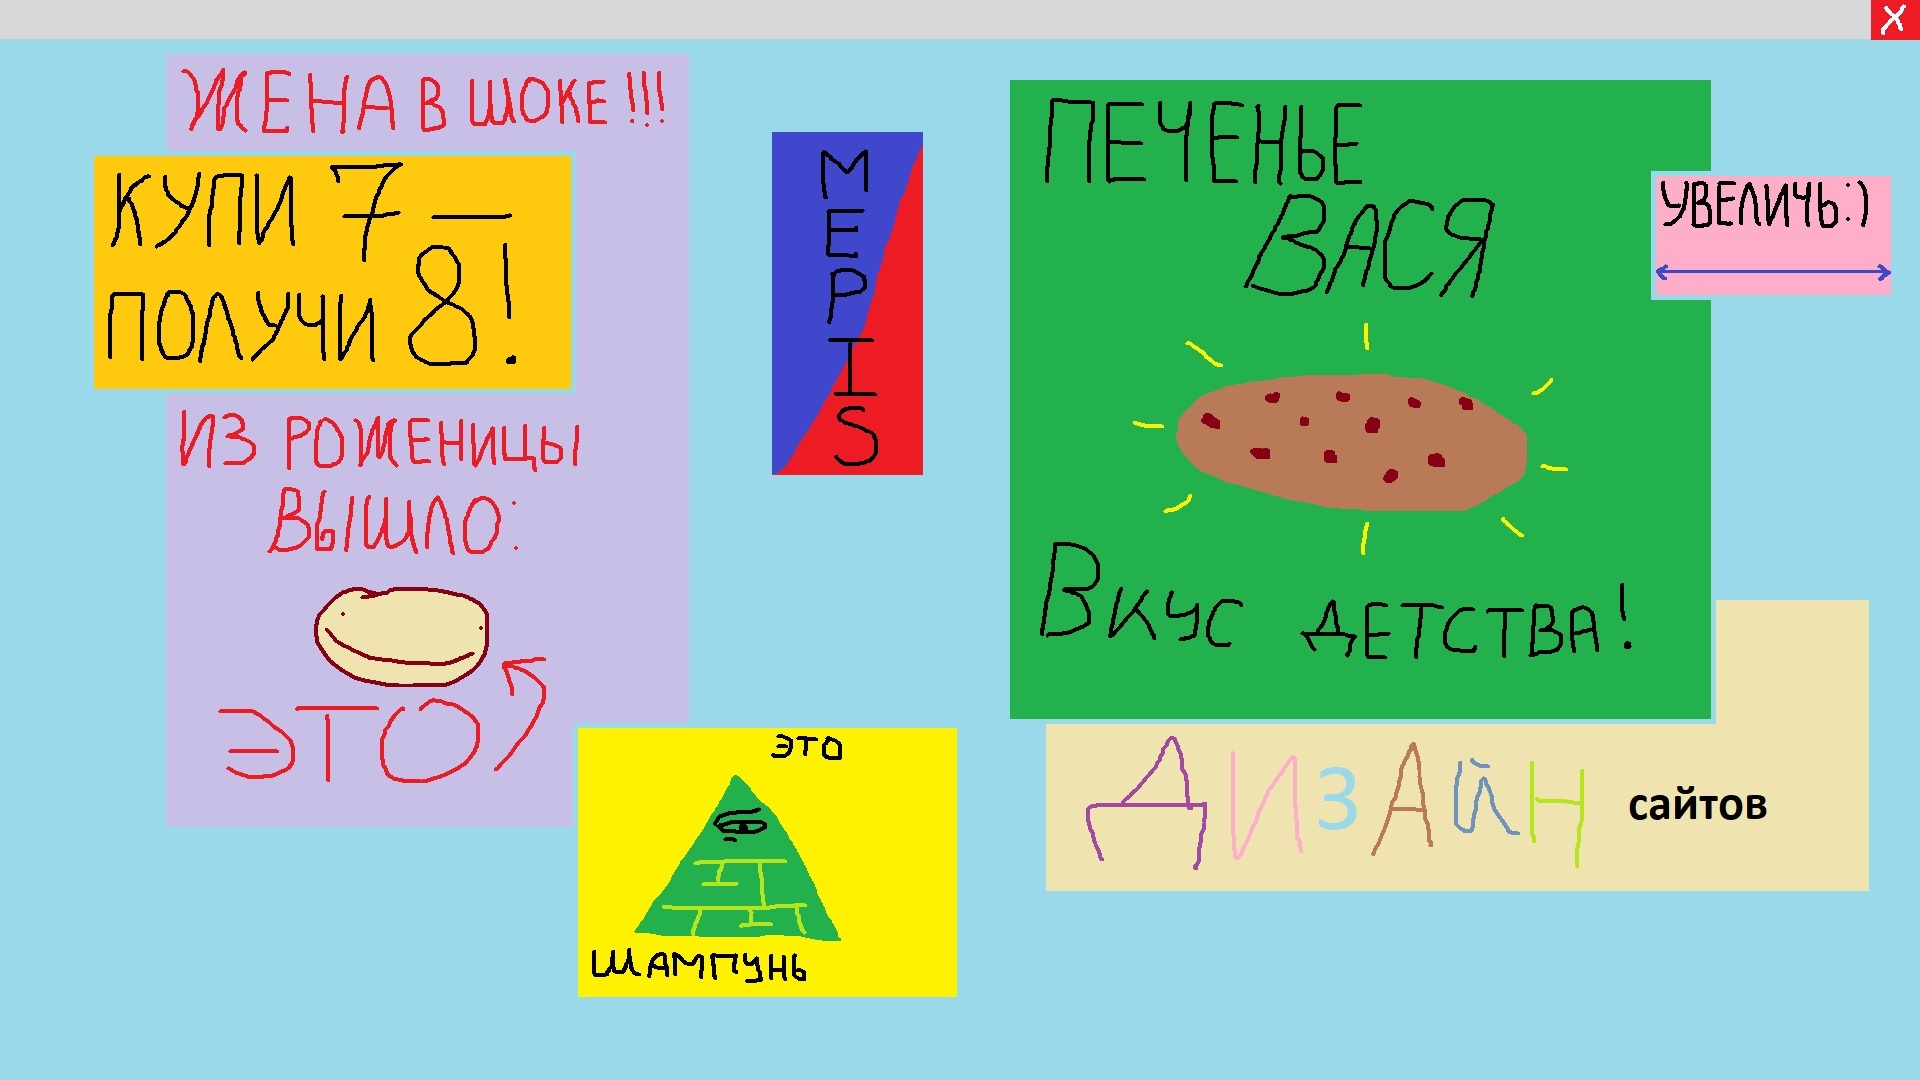 ЖЕНА В ШОКЕ!!!
КУПИ 7 —
ПОЛУЧИ 8!
ИЗ РОЖЕНИЦЫ
ВЫШЛО:
ЭТО
MEPIS
ПЕЧЕНЬЕ
ВАСЯ
ВКУС ДЕТСТВА!
УВЕЛИЧЬ:)
ЭТО
ШАМПУНЬ
ДИЗАЙН сайтов
X